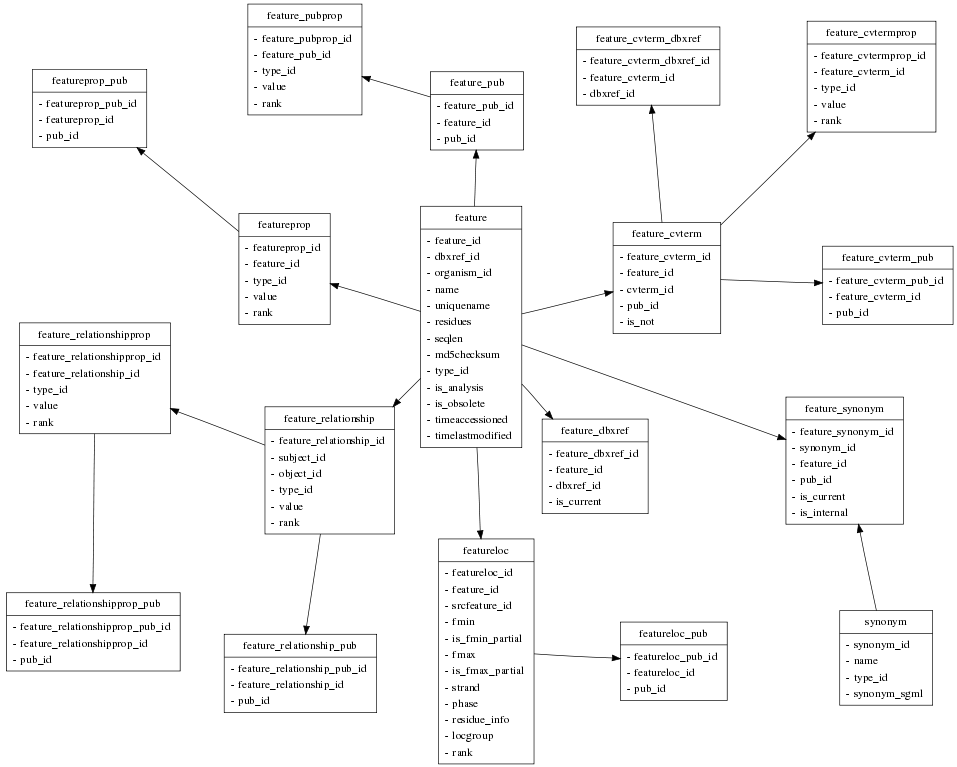 feature_pubprop
- feature_pubprop_id
- feature_pub_id
- type_id
- value
- rank
feature_cvterm_dbxref
- feature_cvterm_dbxref_id
- feature_cvterm_id
- dbxref_id
feature_cvtermprop
- feature_cvtermprop_id
- feature_cvterm_id
- type_id
- value
- rank
featureprop_pub
- featureprop_pub_id
- featureprop_id
- pub_id
feature_pub
- feature_pub_id
- feature_id
- pub_id
featureprop
- featureprop_id
- feature_id
- type_id
- value
- rank
feature
- feature_id
- dbxref_id
- organism_id
- name
- uniquename
- residues
- seqlen
- md5checksum
- type_id
- is_analysis
- is_obsolete
- timeaccessioned
- timelastmodified
feature_cvterm
- feature_cvterm_id
- feature_id
- cvterm_id
- pub_id
- is_not
feature_cvterm_pub
- feature_cvterm_pub_id
- feature_cvterm_id
- pub_id
feature_relationshipprop
- feature_relationshipprop_id
- feature_relationship_id
- type_id
- value
- rank
feature_relationship
- feature_relationship_id
- subject_id
- object_id
- type_id
- value
- rank
feature_dbxref
- feature_dbxref_id
- feature_id
- dbxref_id
- is_current
feature_synonym
- feature_synonym_id
- synonym_id
- feature_id
- pub_id
- is_current
- is_internal
feature_relationshipprop_pub
- feature_relationshipprop_pub_id
- feature_relationshipprop_id
- pub_id
feature_relationship_pub
- feature_relationship_pub_id
- feature_relationship_id
- pub_id
featureloc
- featureloc_id
- feature_id
- srcfeature_id
- fmin
- is_fmin_partial
- fmax
- is_fmax_partial
- strand
- phase
- residue_info
- locgroup
- rank
featureloc_pub
- featureloc_pub_id
- featureloc_id
- pub_id
synonym
- synonym_id
- name
- type_id
- synonym_sgml